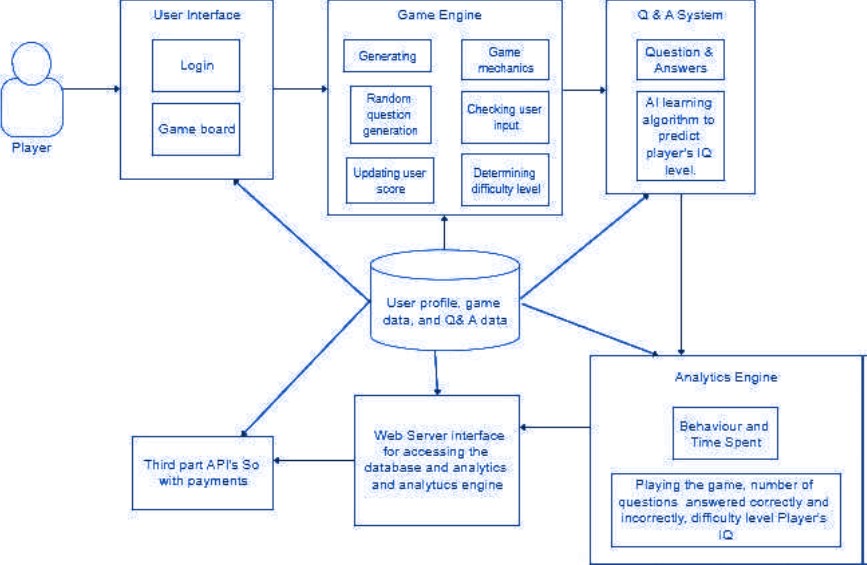 User Interface
Login
Game board
Player
Game Engine
Generating
Game
mechanics
Random
question
generation
Checking user
input.
Updating user
score
Determining
difficulty level
Q & A System
Question &
Answers
AI learning
algorithm to
predict
player's IQ
level.
User profile, game
data, and Q& A data
Analytics Engine
Behaviour and
Time Spent
Playing the game, number of
questions answered correctly and
incorrectly, difficulty level Player's
IQ
Web Server interface
for accessing the
database and analytics
and analytucs engine
Third part API's So
with payments